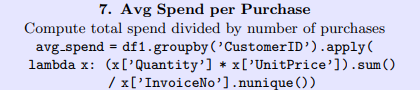 7. Avg Spend per Purchase
Compute total spend divided by number of purchases
avg_spend = df1.groupby('CustomerID').apply(
lambda x: (x['Quantity'] * x['UnitPrice']).sum()
/ x['InvoiceNo'].nunique())